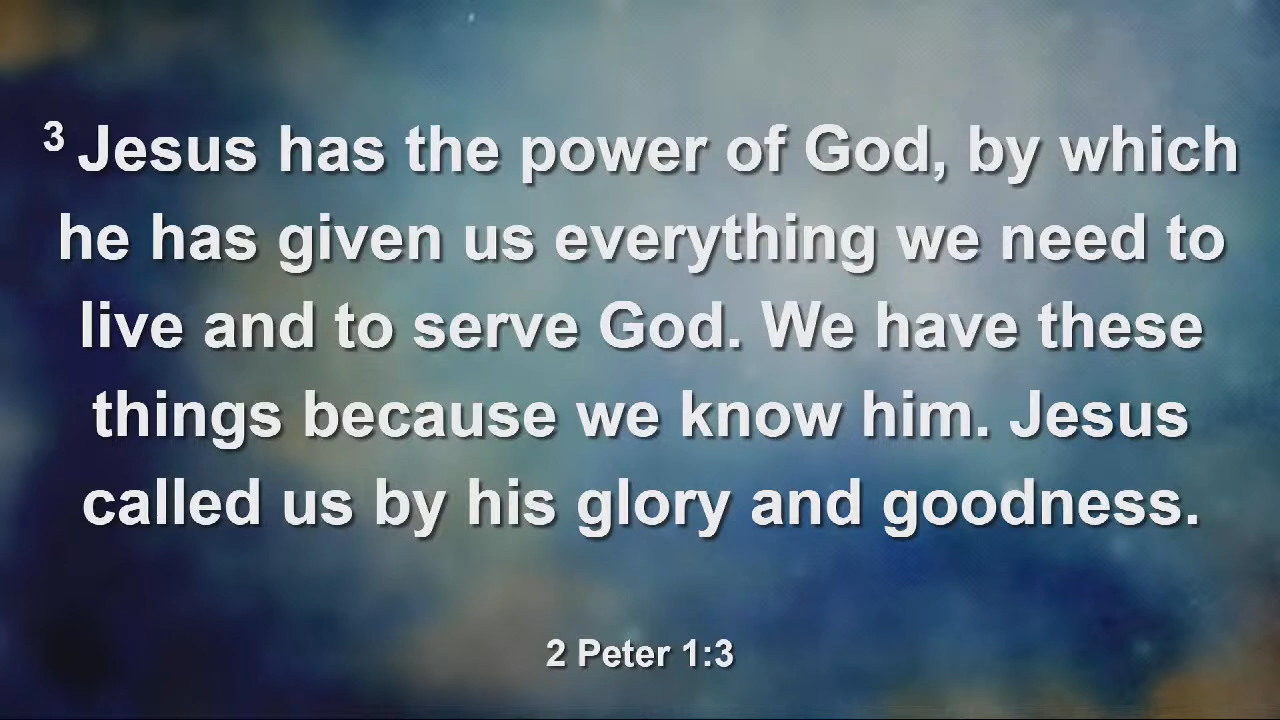 3 Jesus has the power of God, by which
he has given us everything we need to
live and to serve God. We have these
things because we know him. Jesus
called us by his glory and goodness.
2 Peter 1:3